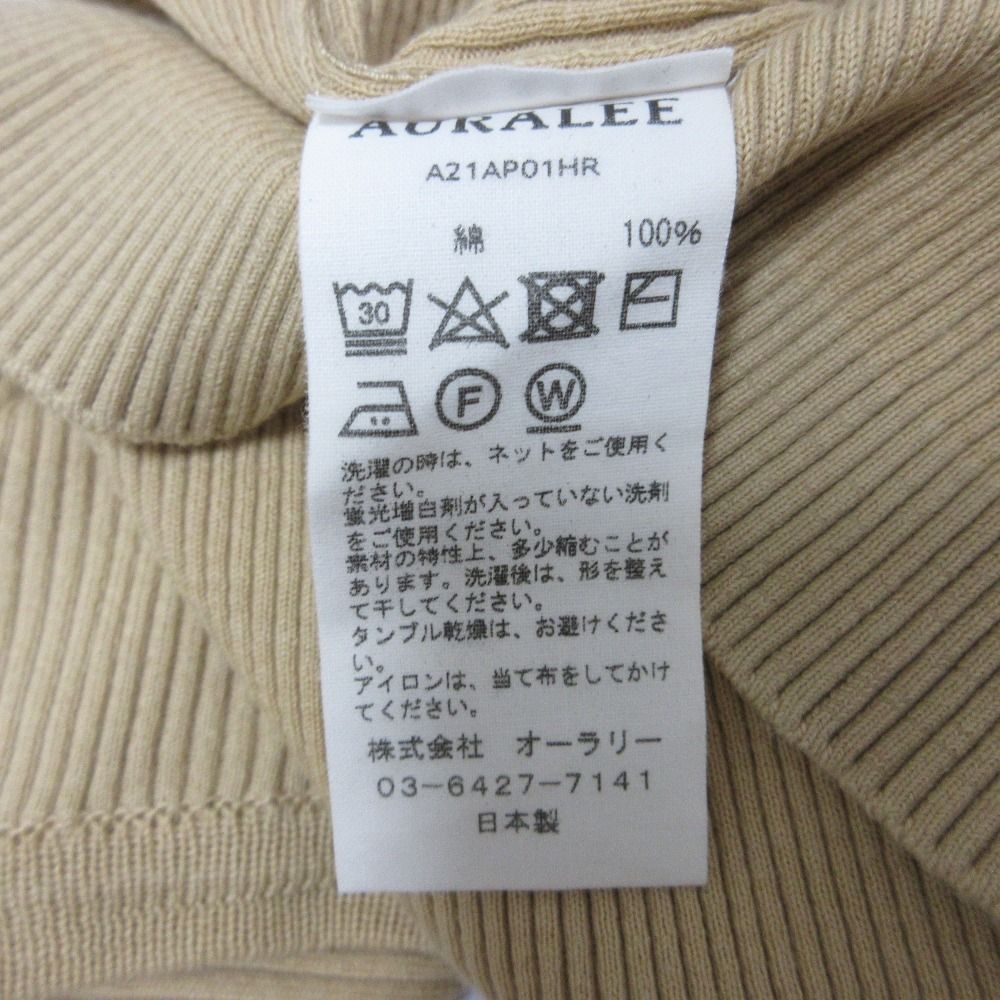 AURALEE
A21AP01HR
綿 100%
30
F W
洗濯の時は、ネットをご使用く
ださい。
蛍光増白剤が入っていない洗剤
をご使用ください。
素材の特性上、多少縮むことが
あります。洗濯後は、形を整え
て干してください。
タンブル乾燥は、お避けくださ
い。
アイロンは、当て布をしてかけ
てください。
株式会社 オーラリー
03-6427-7141
日本製